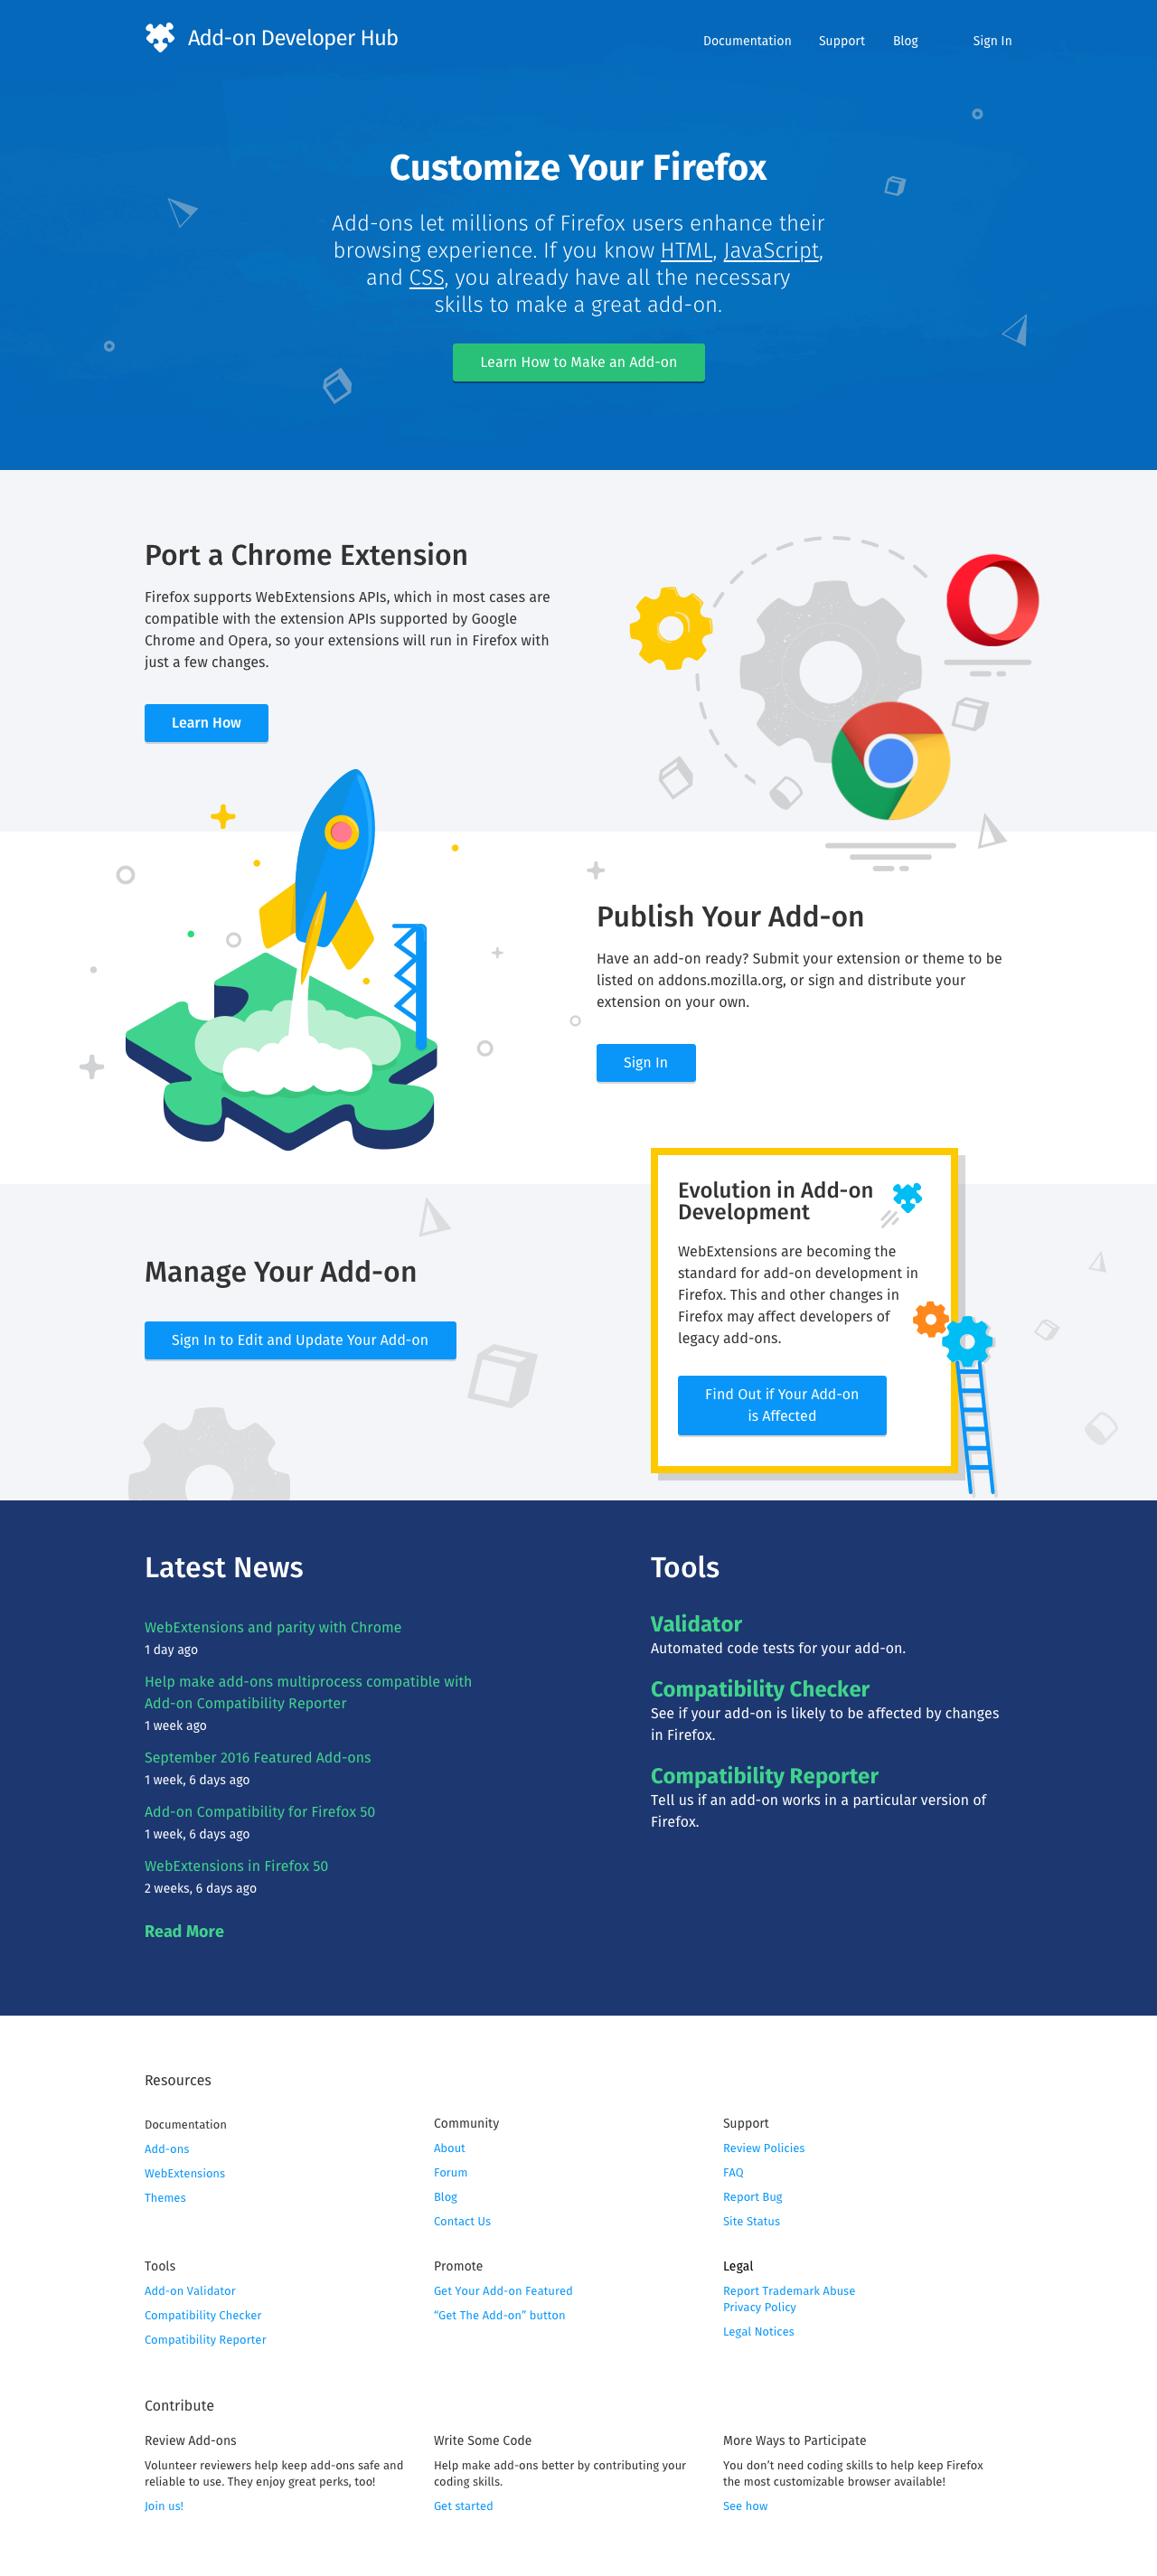 Add-on Developer Hub
Documentation
Support
Blog
Sign In
Customize Your Firefox
Add-ons let millions of Firefox users enhance their
browsing experience. If you know HTML, JavaScript,
and CSS, you already have all the necessary
skills to make a great add-on.
Learn How to Make an Add-on
Port a Chrome Extension
Firefox supports WebExtensions APIs, which in most cases are
compatible with the extension APIs supported by Google
Chrome and Opera, so your extensions will run in Firefox with
just a few changes.
Learn How
Publish Your Add-on
Have an add-on ready? Submit your extension or theme to be
listed on addons.mozilla.org, or sign and distribute your
extension on your own.
Sign In
Manage Your Add-on
Sign In to Edit and Update Your Add-on
Evolution in Add-on
Development
WebExtensions are becoming the
standard for add-on development in
Firefox. This and other changes in
Firefox may affect developers of
legacy add-ons.
Find Out if Your Add-on
is Affected
Latest News
WebExtensions and parity with Chrome
1 day ago
Help make add-ons multiprocess compatible with
Add-on Compatibility Reporter
1 week ago
September 2016 Featured Add-ons
1 week, 6 days ago
Add-on Compatibility for Firefox 50
1 week, 6 days ago
WebExtensions in Firefox 50
2 weeks, 6 days ago
Read More
Tools
Validator
Automated code tests for your add-on.
Compatibility Checker
See if your add-on is likely to be affected by changes
in Firefox.
Compatibility Reporter
Tell us if an add-on works in a particular version of
Firefox.
Resources
Documentation
Add-ons
WebExtensions
Themes
Community
About
Forum
Blog
Contact Us
Support
Review Policies
FAQ
Report Bug
Site Status
Tools
Add-on Validator
Compatibility Checker
Compatibility Reporter
Promote
Get Your Add-on Featured
“Get The Add-on” button
Legal
Report Trademark Abuse
Privacy Policy
Legal Notices
Contribute
Review Add-ons
Volunteer reviewers help keep add-ons safe and
reliable to use. They enjoy great perks, too!
Join us!
Write Some Code
Help make add-ons better by contributing your
coding skills.
Get started
More Ways to Participate
You don’t need coding skills to help keep Firefox
the most customizable browser available!
See how